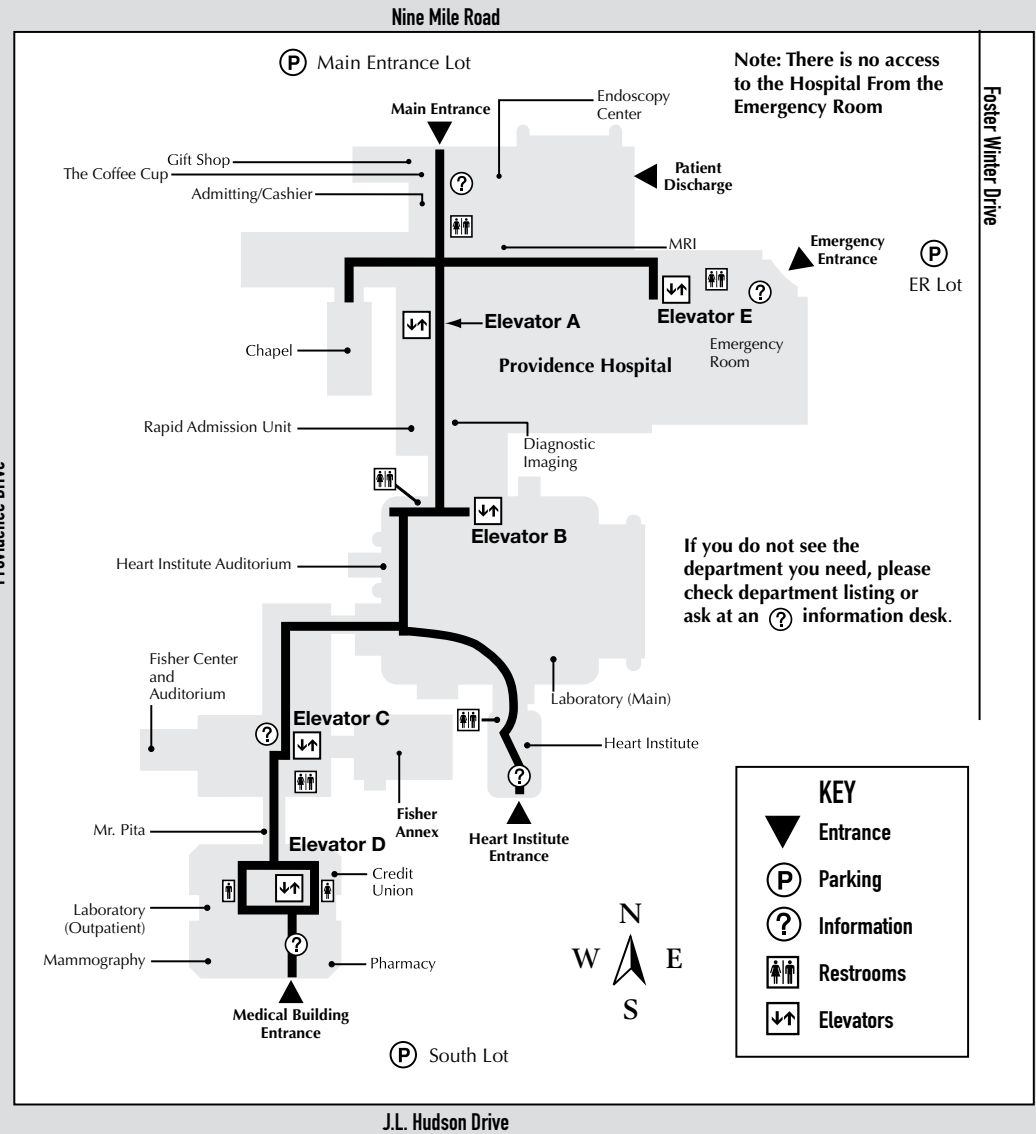 Nine Mile Road
P Main Entrance Lot
Note: There is no access
to the Hospital From the
Emergency Room
Foster Winter Drive
Main Entrance
Endoscopy
Center
Gift Shop
The Coffee Cup
Admitting/Cashier
?
Patient
Discharge
MRI
Emergency
Entrance
P
ER Lot
?
Elevator A
Elevator E
Emergency
Room
Chapel
Providence Hospital
Rapid Admission Unit
Diagnostic
Imaging
Elevator B
Providence Drive
Heart Institute Auditorium
If you do not see the
department you need, please
check department listing or
ask at an ? information desk.
Fisher Center
and
Auditorium
Laboratory (Main)
Elevator C
?
Heart Institute
?
Fisher
Annex
Heart Institute
Entrance
Mr. Pita
Elevator D
Credit
Union
Laboratory
(Outpatient)
Mammography
?
Pharmacy
Medical Building
Entrance
N
W E
S
P South Lot
KEY
Entrance
P Parking
? Information
Restrooms
Elevators
J.L. Hudson Drive